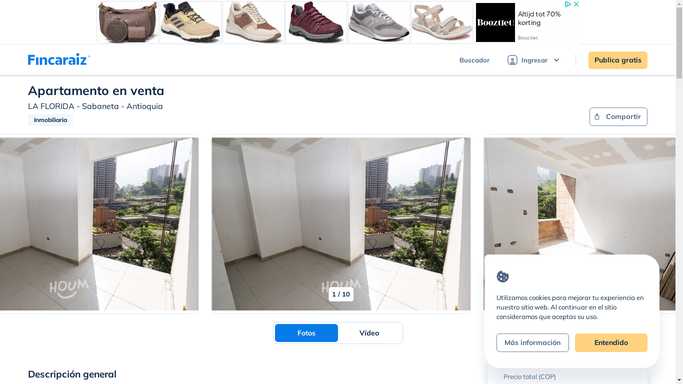 Altijd tot 70%
korting
Booztlet
Booztlet
Fincaraiz
Buscador
Ingresar
Publica gratis
Apartamento en venta
LA FLORIDA - Sabaneta - Antioquia
Inmobiliaria
Compartir
HOUM
HOUM
1 / 10
Fotos
Video
Utilizamos cookies para mejorar tu experiencia en
nuestro sitio web. Al continuar en el sitio
consideramos que aceptas su uso.
Más información
Entendido
Descripción general
Precio total (COP)